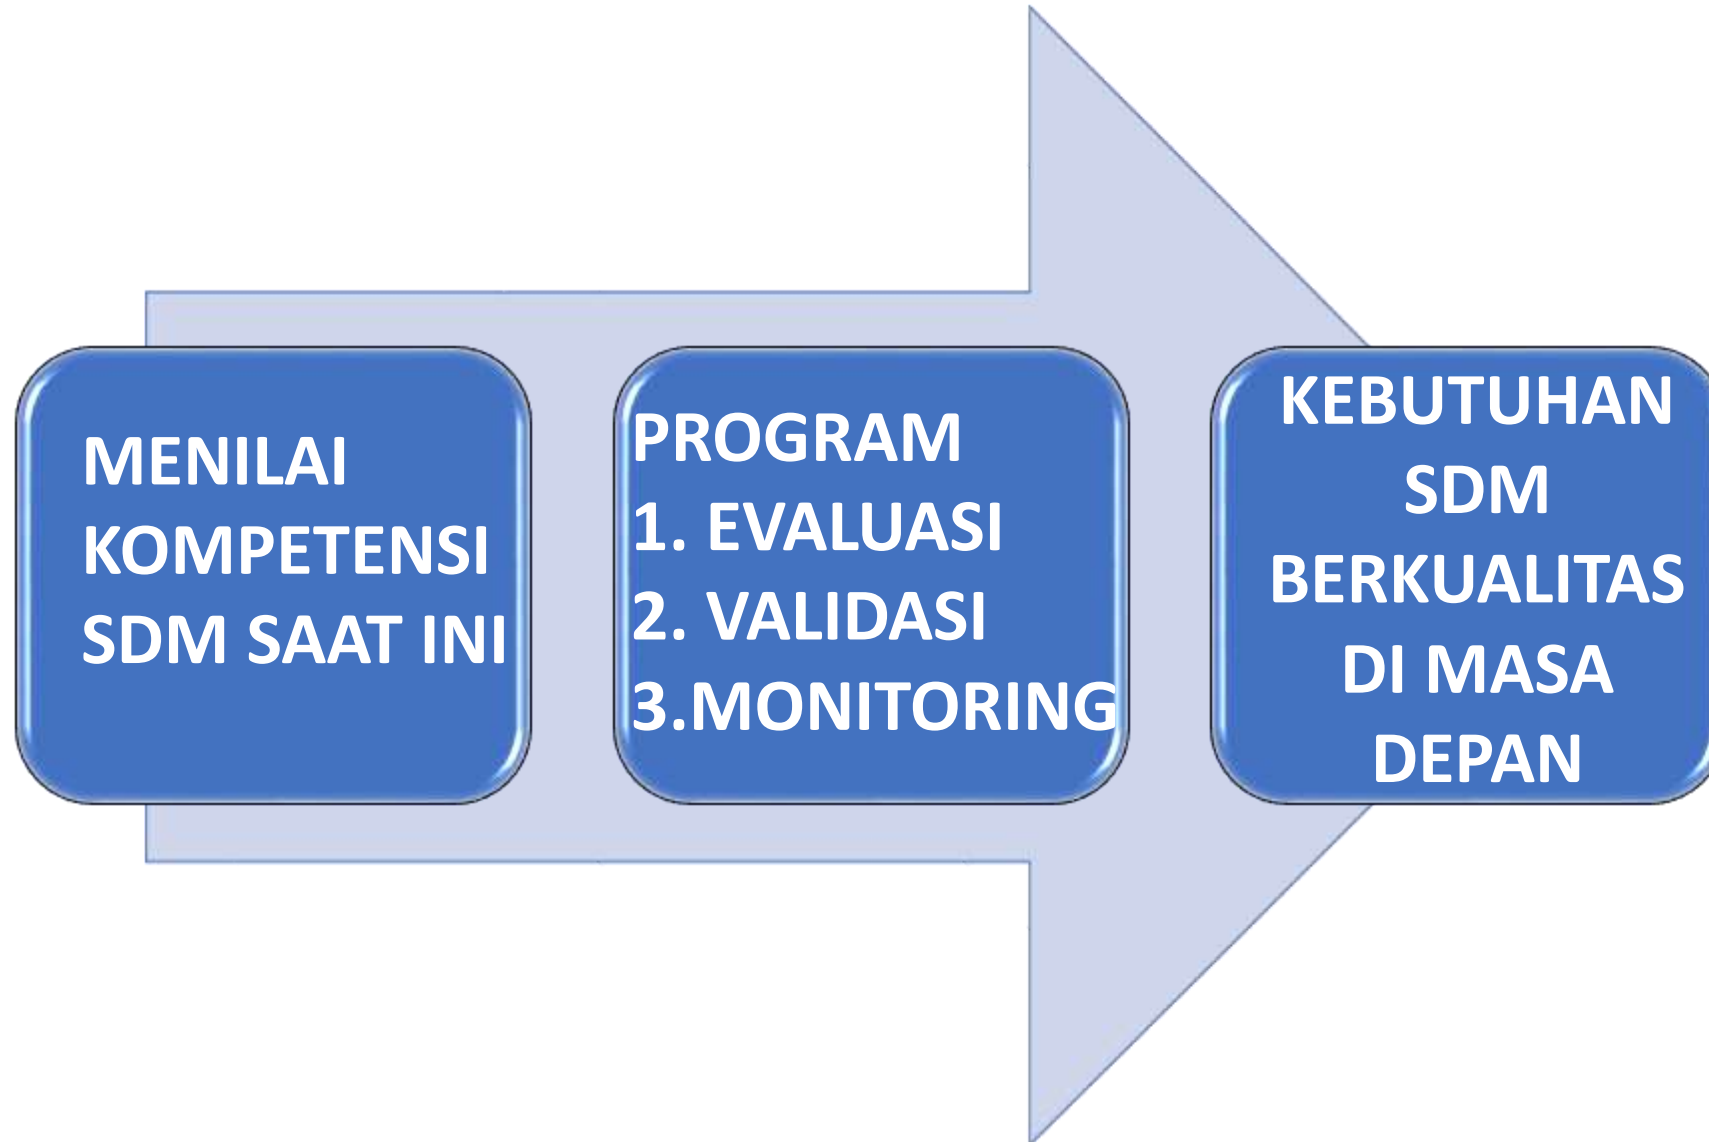 MENILAI
KOMPETENSI
SDM SAAT INI
PROGRAM
1. EVALUASI
2. VALIDASI
3.MONITORING
KEBUTUHAN
SDM
BERKUALITAS
DI MASA
DEPAN